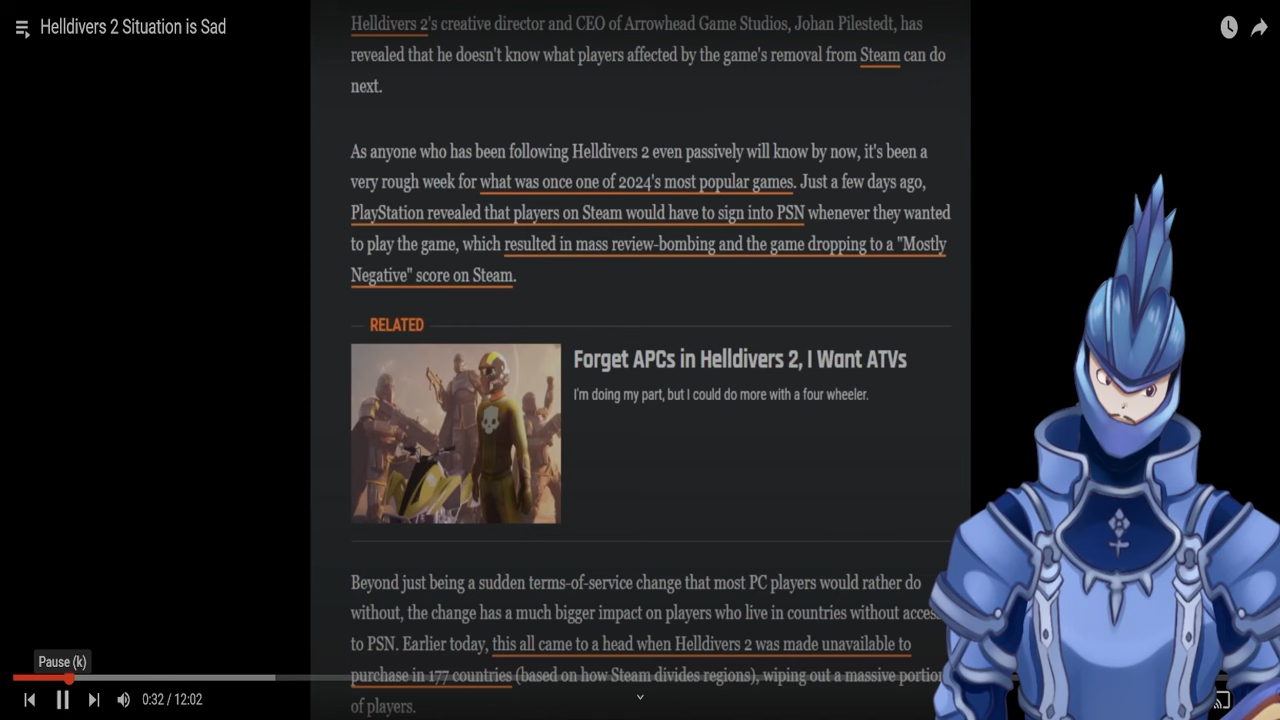 Helldivers 2 Situation is Sad
Helldivers 2's creative director and CEO of Arrowhead Game Studios, Johan Pilestedt, has
revealed that he doesn't know what players affected by the game's removal from Steam can do
next.
As anyone who has been following Helldivers 2 even passively will know by now, it's been a
very rough week for what was once one of 2024's most popular games. Just a few days ago,
PlayStation revealed that players on Steam would have to sign into PSN whenever they wanted
to play the game, which resulted in mass review-bombing and the game dropping to a "Mostly
Negative" score on Steam.
RELATED
Forget APCs in Helldivers 2, I Want ATVs
I'm doing my part, but I could do more with a four wheeler.
Beyond just being a sudden terms-of-service change that most PC players would rather do
without, the change has a much bigger impact on players who live in countries without acces
to PSN. Earlier today, this all came to a head when Helldivers 2 was made unavailable to
purchase in 177 countries (based on how Steam divides regions), wiping out a massive portion
of players.
Pause (k)
0:32 / 12:02